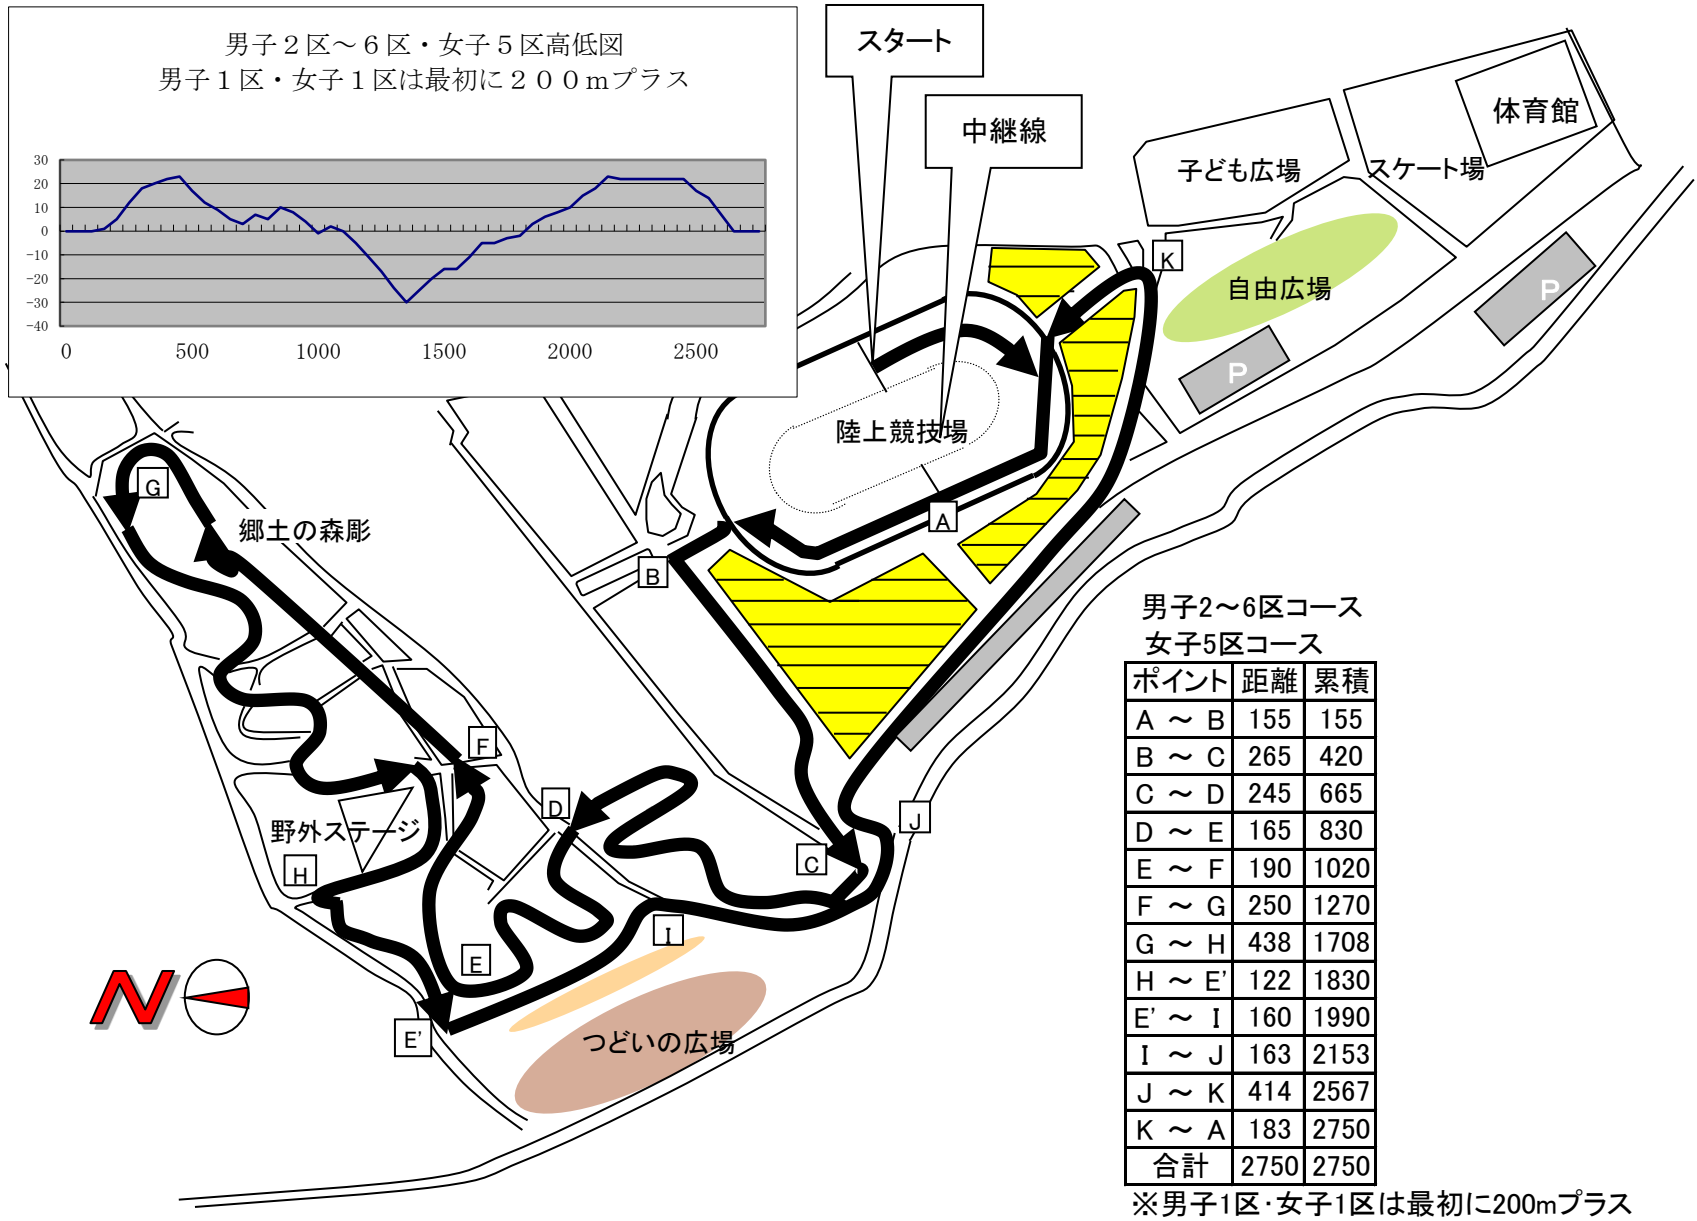 男子２区～６区・女子５区高低図
男子１区・女子１区は最初に２００ｍプラス
30
20
10
0
-10
-20
-30
-40
0 500 1000 1500 2000 2500
スタート
中継線
体育館
子ども広場
スケート場
K
自由広場
P
P
陸上競技場
G
郷土の森彫
A
B
F
D
J
野外ステージ
C
H
I
E
N
E'
つどいの広場
男子2～6区コース
女子5区コース
ポイント 距離 累積
A ～ B 155 155
B ～ C 265 420
C ～ D 245 665
D ～ E 165 830
E ～ F 190 1020
F ～ G 250 1270
G ～ H 438 1708
H ～ E' 122 1830
E' ～ I 160 1990
I ～ J 163 2153
J ～ K 414 2567
K ～ A 183 2750
合計 2750 2750
※男子1区･女子1区は最初に200mプラス